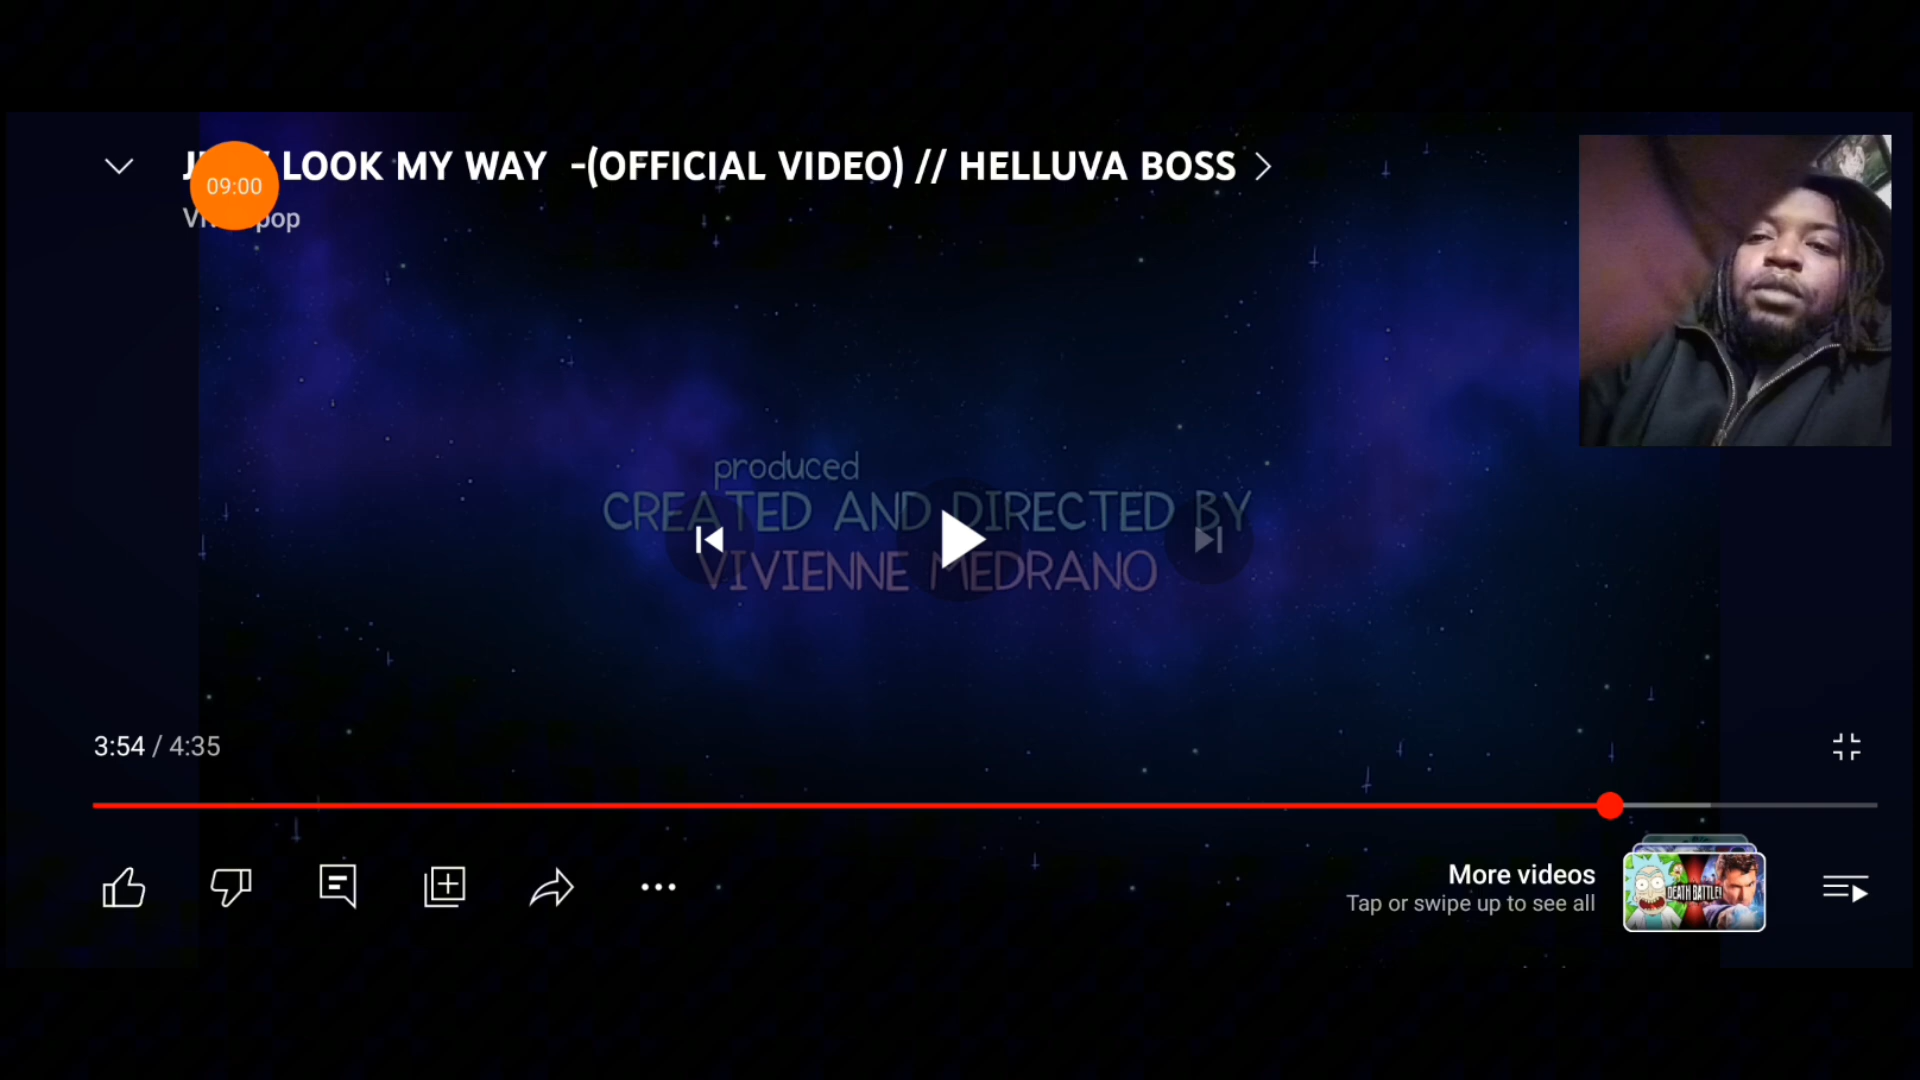 LOOK MY WAY -(OFFICIAL VIDEO) // HELLUVA BOSS
09:00
produced
CREATED AND DIRECTED BY
VIVIENNE MEDRANO
3:54 / 4:35
More videos
Tap or swipe up to see all
DEATH BATTLE!